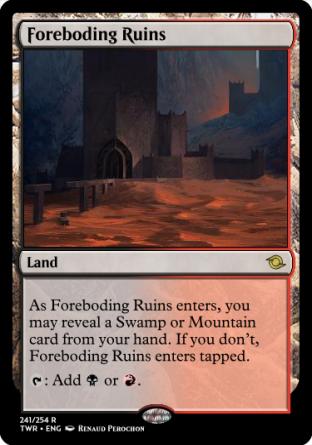 Foreboding Ruins
Land
As Foreboding Ruins enters, you
may reveal a Swamp or Mountain
card from your hand. If you don't,
Foreboding Ruins enters tapped.
: Add or .
241/254 R
TWR • ENG Renaud Perochon